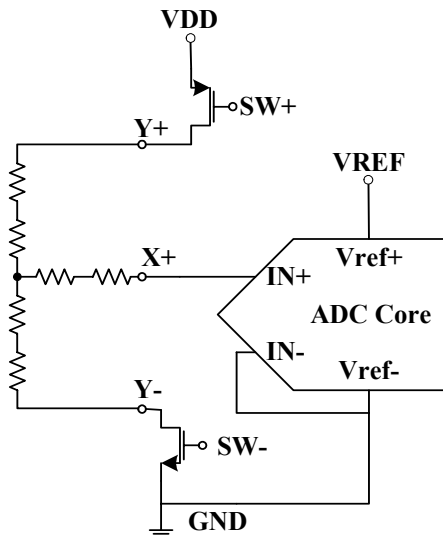 VDD
SW+
Y+
VREF
X+
Vref+
IN+
ADC Core
IN-
Vref-
Y-
SW-
GND